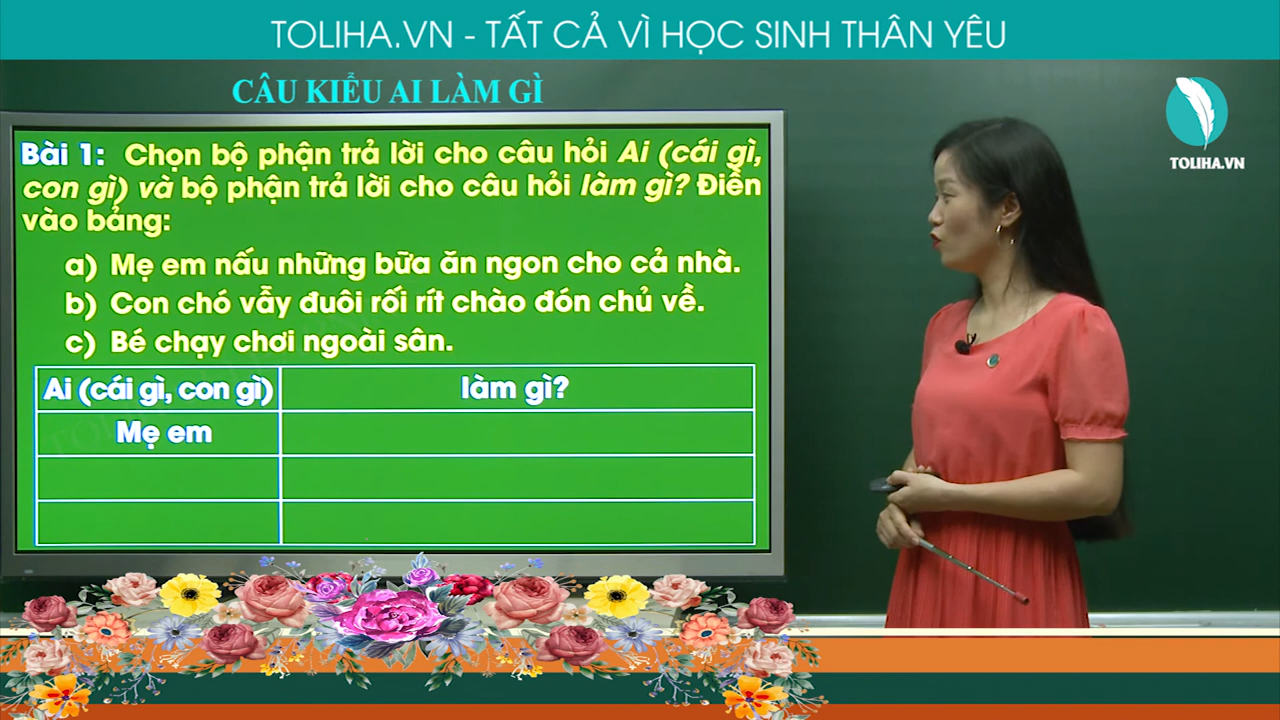 TOLIHA.VN - TẤT CẢ VÌ HỌC SINH THÂN YÊU
CÂU KIỂU AI LÀM GÌ
TOLIHA.VN
Bài 1: Chọn bộ phận trả lời cho câu hỏi Ai (cái gì,
con gì) và bộ phận trả lời cho câu hỏi làm gì? Điền
vào bảng:
a) Mẹ em nấu những bữa ăn ngon cho cả nhà.
b) Con chó vẫy đuôi rối rít chào đón chủ về.
c) Bé chạy chơi ngoài sân.
Ai (cái gì, con gì) làm gì?
Mẹ em